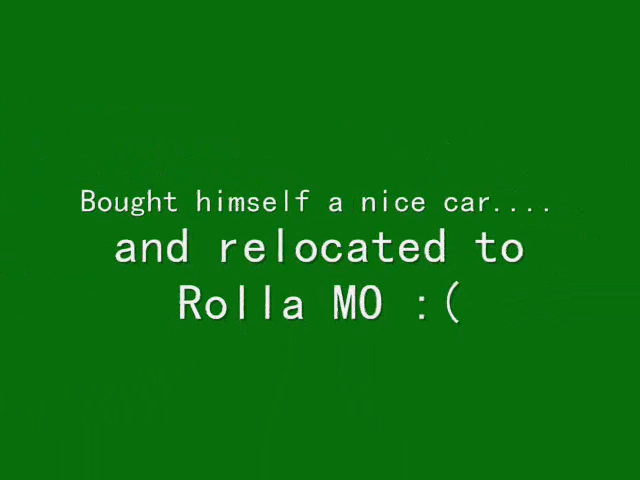 Bought himself a nice car....
and relocated to
Rolla MO :(